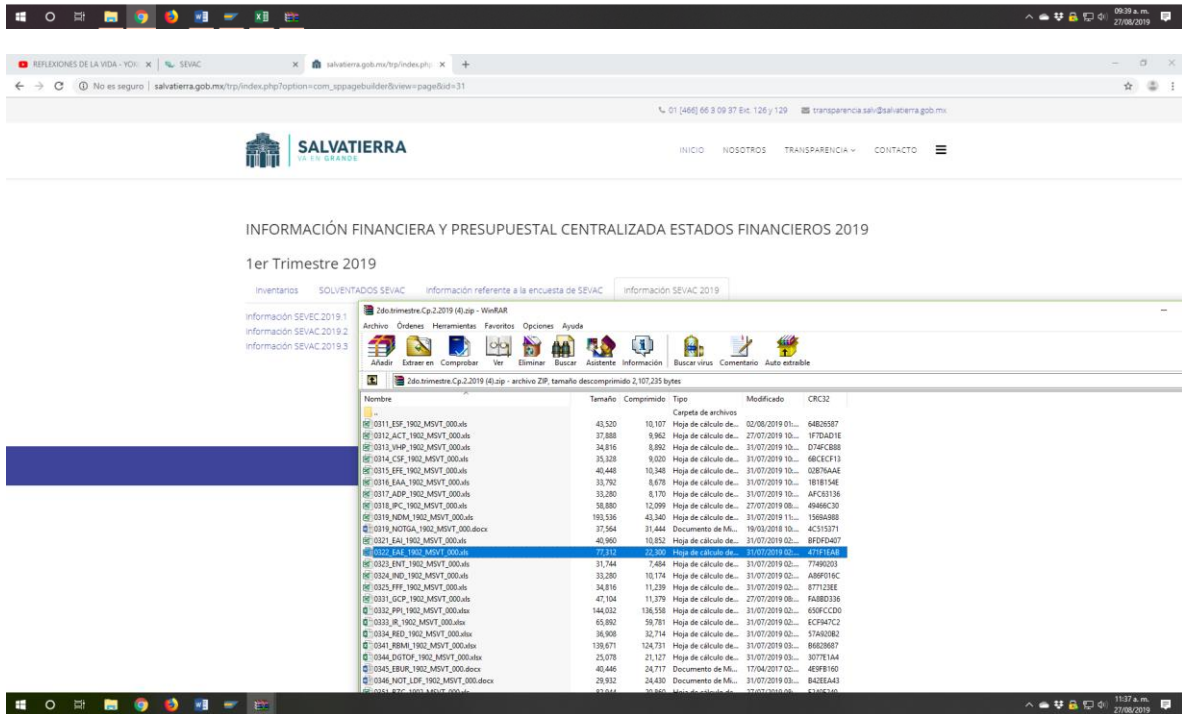 09:39 a. m.
27/08/2019
REFLEXIONES DE LA VIDA - YO
SEVAC
salvatierra.gob.mx/trp/index.php
No es seguro | salvatierra.gob.mx/trp/index.php?option=com_sppagebuilder&view=page&id=31
01 [466] 66 3 09 37 Ext. 126 y 129 transparencia.salv@salvatierra.gob.mx
SALVATIERRA
VA EN GRANDE
INICIO NOSOTROS TRANSPARENCIA CONTACTO
INFORMACIÓN FINANCIERA Y PRESUPUESTAL CENTRALIZADA ESTADOS FINANCIEROS 2019
1er Trimestre 2019
Inventarios SOLVENTADOS SEVAC Información referente a la encuesta de SEVAC Información SEVAC 2019
Información SEVEC.2019.1
Información SEVAC.2019.2
Información SEVAC.2019.3
2do.trimestre.Cp.2.2019 (4).zip - WinRAR
Archivo Órdenes Herramientas Favoritos Opciones Ayuda
Añadir Extraer en Comprobar Ver Eliminar Buscar Asistente Información Buscar virus Comentario Auto extraíble
2do.trimestre.Cp.2.2019 (4).zip - archivo ZIP, tamaño descomprimido 2,107,235 bytes
Nombre Tamaño Comprimido Tipo Modificado CRC32
.. Carpeta de archivos
0311_ESF_1902_MSVT_000.xls 43,520 10,107 Hoja de cálculo de... 02/08/2019 01:... 64B26587
0312_ACT_1902_MSVT_000.xls 37,888 9,962 Hoja de cálculo de... 27/07/2019 10:... 1F7DAD1E
0313_VHP_1902_MSVT_000.xls 34,816 8,892 Hoja de cálculo de... 31/07/2019 10:... D74FCB88
0314_CSF_1902_MSVT_000.xls 35,328 9,020 Hoja de cálculo de... 31/07/2019 10:... 6BCECF13
0315_EFE_1902_MSVT_000.xls 40,448 10,348 Hoja de cálculo de... 31/07/2019 10:... 02B76AAE
0316_EAA_1902_MSVT_000.xls 33,792 8,678 Hoja de cálculo de... 31/07/2019 10:... 1B1B154E
0317_ADP_1902_MSVT_000.xls 33,280 8,170 Hoja de cálculo de... 31/07/2019 10:... AFC63136
0318_IPC_1902_MSVT_000.xls 58,880 12,099 Hoja de cálculo de... 27/07/2019 08:... 49466C30
0319_NDM_1902_MSVT_000.xls 193,536 43,340 Hoja de cálculo de... 31/07/2019 11:... 1569A988
0319_NOTGA_1902_MSVT_000.docx 37,564 31,444 Documento de Mi... 19/03/2018 10:... 4C515371
0321_EAI_1902_MSVT_000.xls 40,960 10,852 Hoja de cálculo de... 31/07/2019 02:... BFDFD407
0322_EAE_1902_MSVT_000.xls 77,312 22,300 Hoja de cálculo de... 31/07/2019 02:... 471F1EAB
0323_ENT_1902_MSVT_000.xls 31,744 7,484 Hoja de cálculo de... 31/07/2019 02:... 77490203
0324_IND_1902_MSVT_000.xls 33,280 10,174 Hoja de cálculo de... 31/07/2019 02:... A86F016C
0325_FFF_1902_MSVT_000.xls 34,816 11,239 Hoja de cálculo de... 31/07/2019 02:... 877123EE
0331_GCP_1902_MSVT_000.xls 47,104 11,379 Hoja de cálculo de... 27/07/2019 08:... FA8BD336
0332_PPI_1902_MSVT_000.xlsx 144,032 136,558 Hoja de cálculo de... 31/07/2019 02:... 650FCCD0
0333_IR_1902_MSVT_000.xlsx 65,892 59,781 Hoja de cálculo de... 31/07/2019 02:... ECF947C2
0334_RED_1902_MSVT_000.xlsx 36,908 32,714 Hoja de cálculo de... 31/07/2019 02:... 57A920B2
0341_RBMI_1902_MSVT_000.xlsx 139,671 124,731 Hoja de cálculo de... 31/07/2019 03:... B6828687
0344_DGTOF_1902_MSVT_000.xlsx 25,078 21,127 Hoja de cálculo de... 31/07/2019 03:... 3077E1A4
0345_EBUR_1902_MSVT_000.docx 40,446 24,717 Documento de Mi... 17/04/2017 02:... 4E9FB160
0346_NOT_LDF_1902_MSVT_000.docx 29,932 24,430 Documento de Mi... 31/07/2019 03:... B42EEA43
11:37 a. m.
27/08/2019